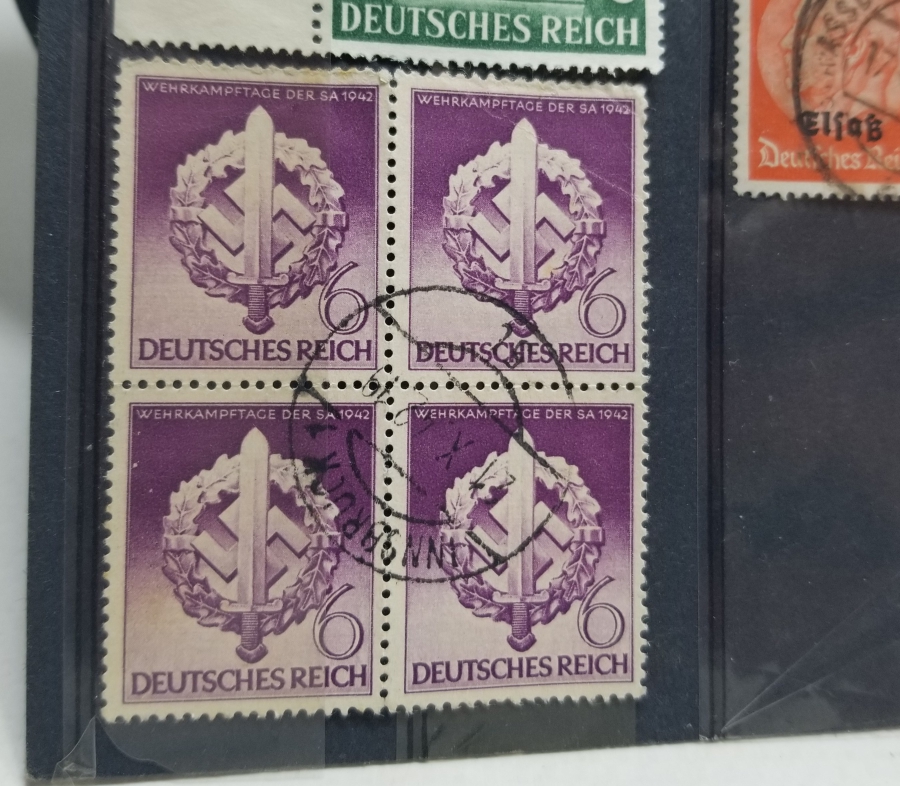 DEUTSCHES REICH
WEHRKAMPFTAGE DER SA 1942
6
DEUTSCHES REICH
WEHRKAMPFTAGE DER SA 1942
6
DEUTSCHES REICH
WEHRKAMPFTAGE DER SA 1942
6
DEUTSCHES REICH
WEHRKAMPFTAGE DER SA 1942
6
DEUTSCHES REICH
INNSBRUCK
Elsaß
Deutsches